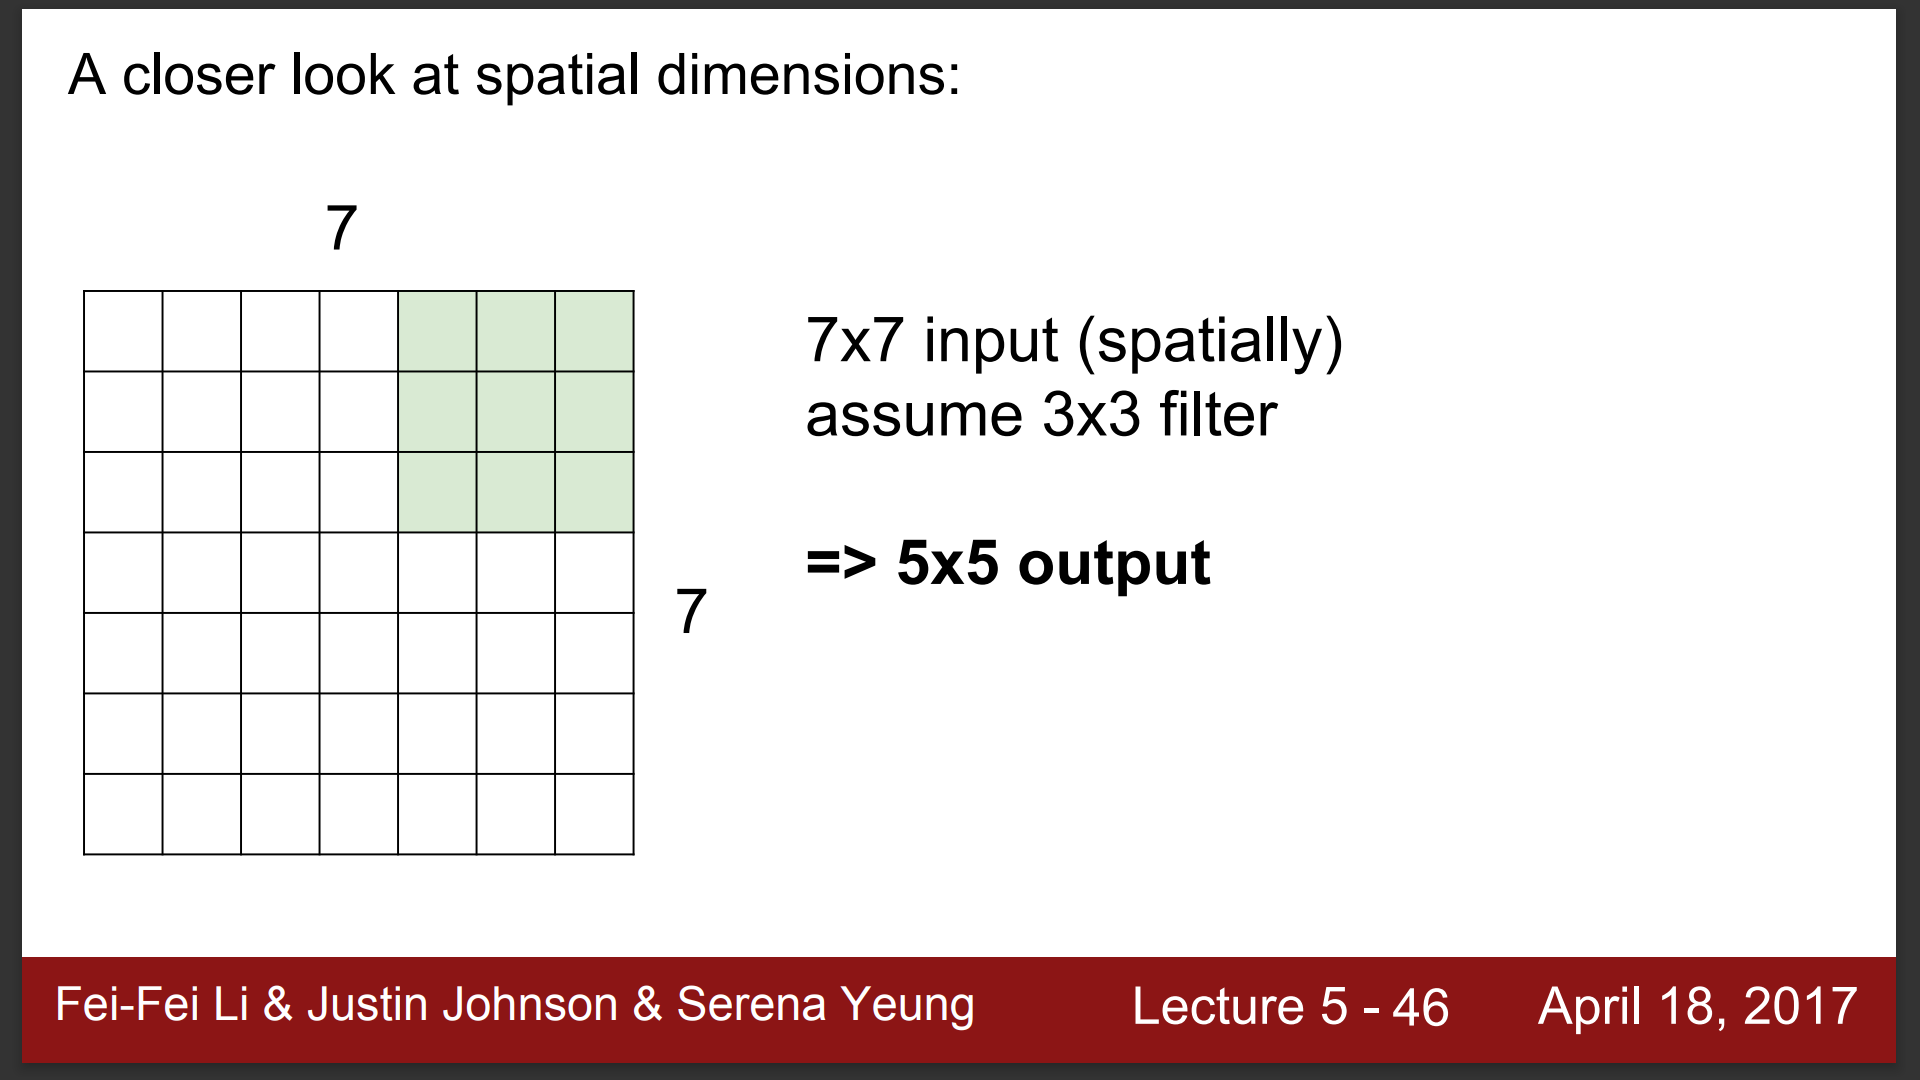 A closer look at spatial dimensions:
7
7x7 input (spatially)
assume 3x3 filter
=> 5x5 output
7
Fei-Fei Li & Justin Johnson & Serena Yeung
Lecture 5 - 46
April 18, 2017